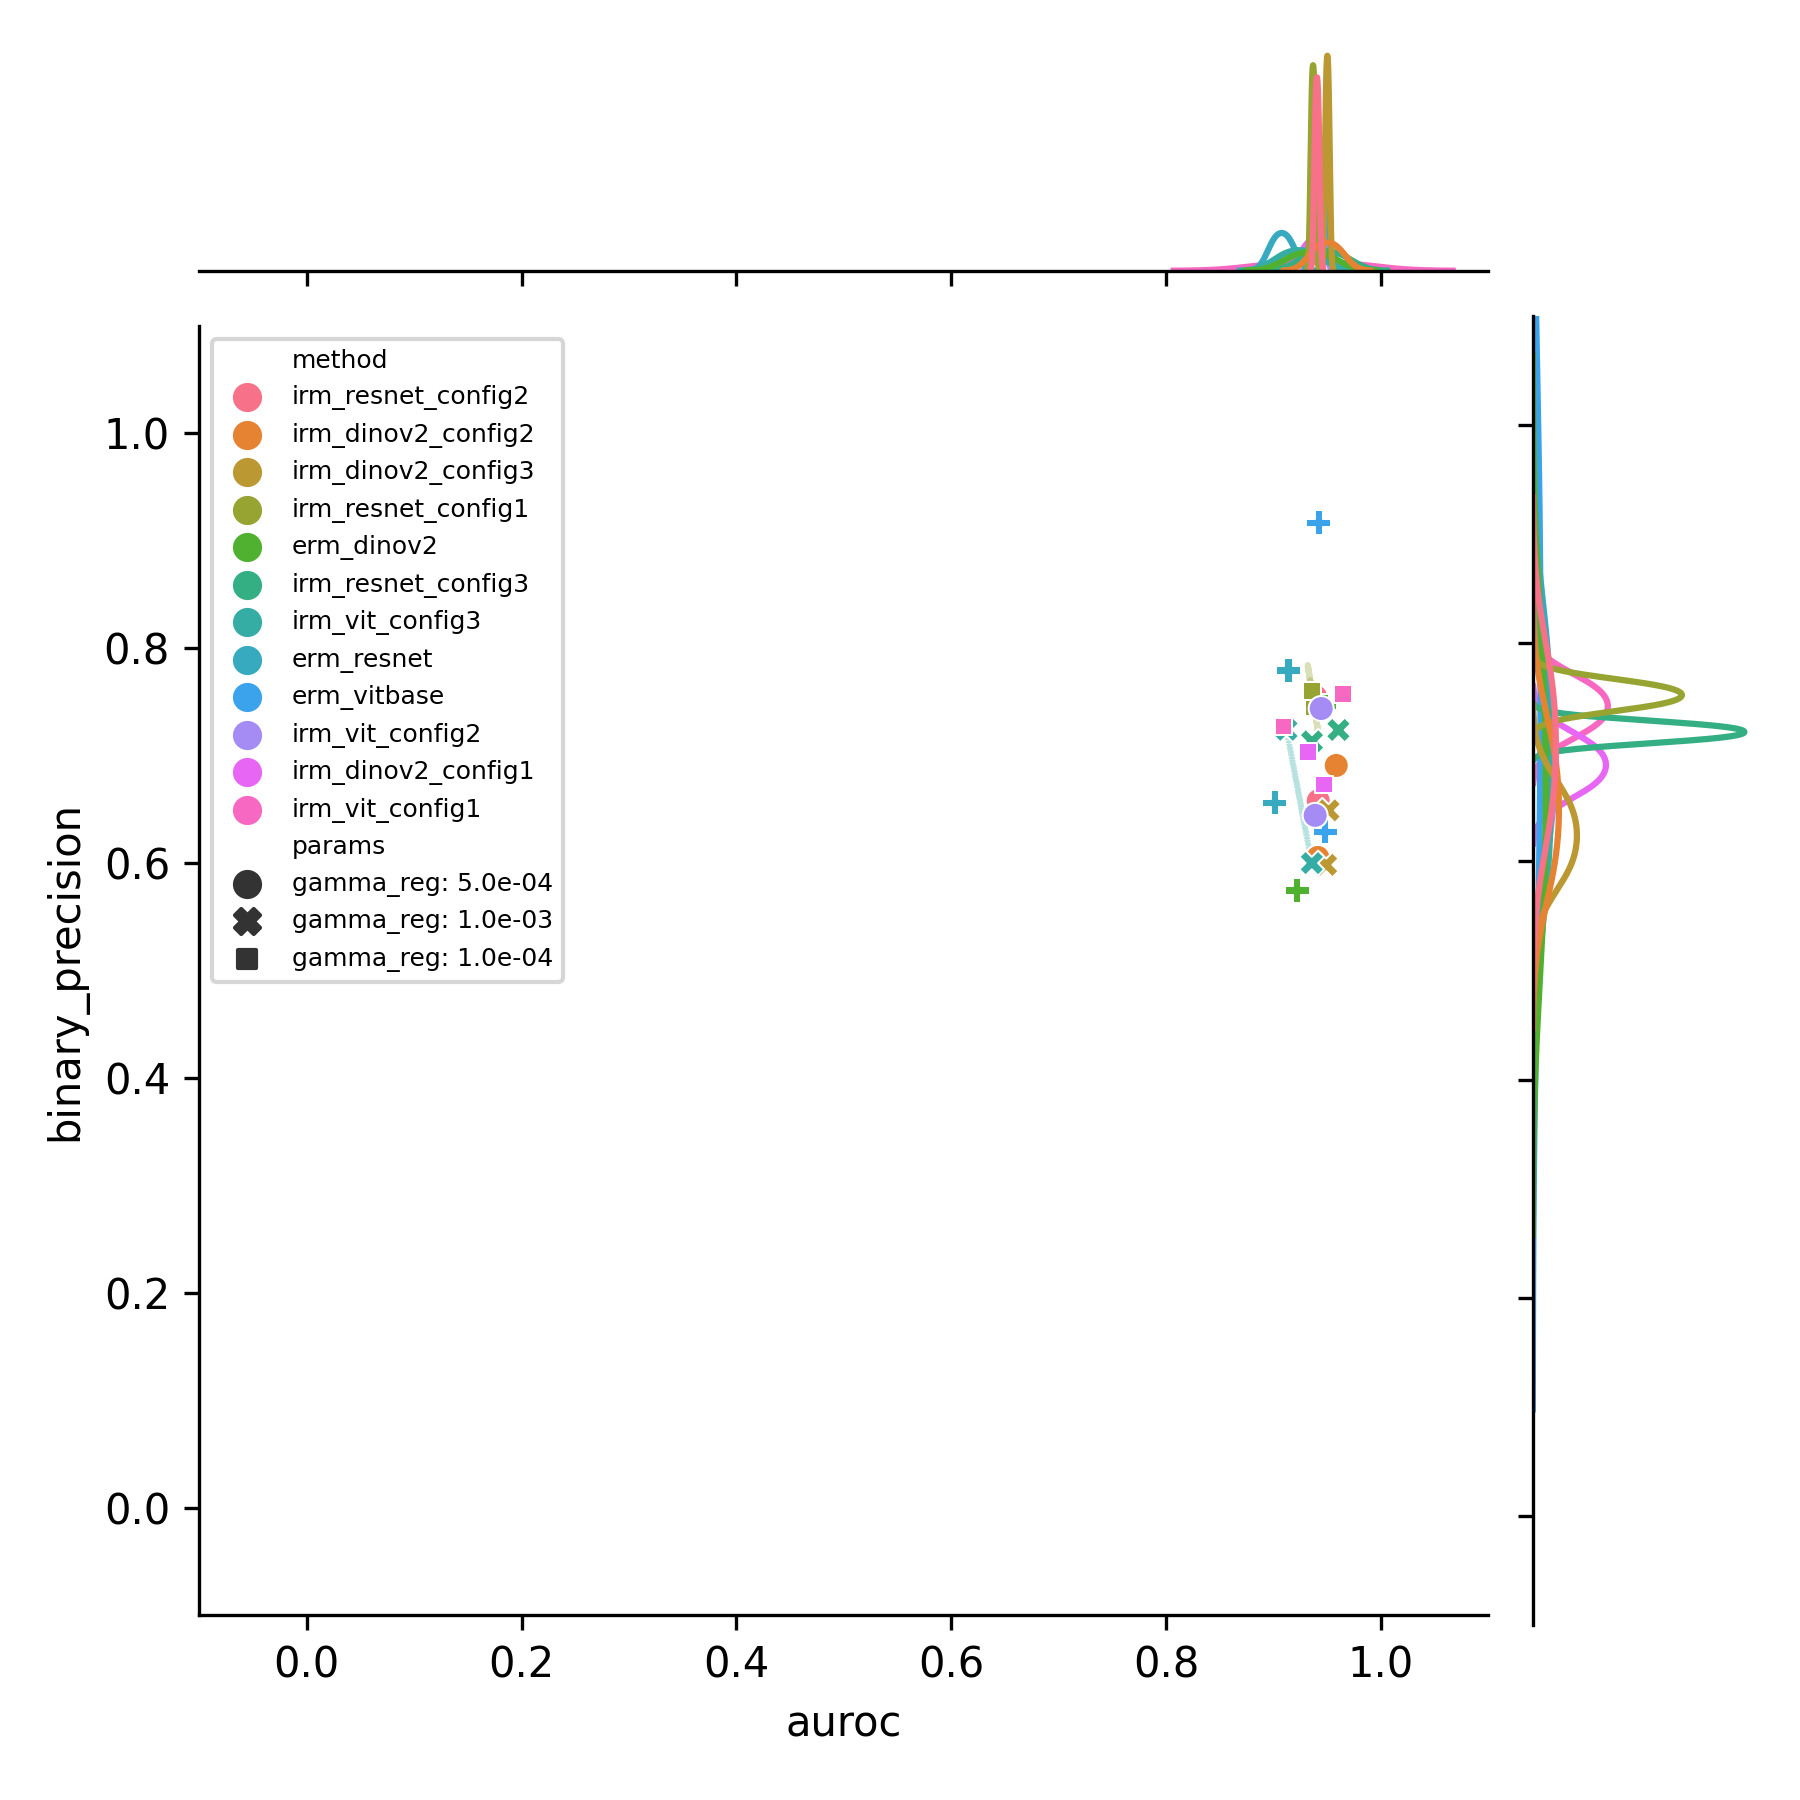 method
irm_resnet_config2
irm_dinov2_config2
irm_dinov2_config3
irm_resnet_config1
erm_dinov2
irm_resnet_config3
irm_vit_config3
erm_resnet
erm_vitbase
irm_vit_config2
irm_dinov2_config1
irm_vit_config1
params
gamma_reg: 5.0e-04
gamma_reg: 1.0e-03
gamma_reg: 1.0e-04
1.0
0.8
0.6
0.4
0.2
0.0
binary_precision
0.0 0.2 0.4 0.6 0.8 1.0
auroc